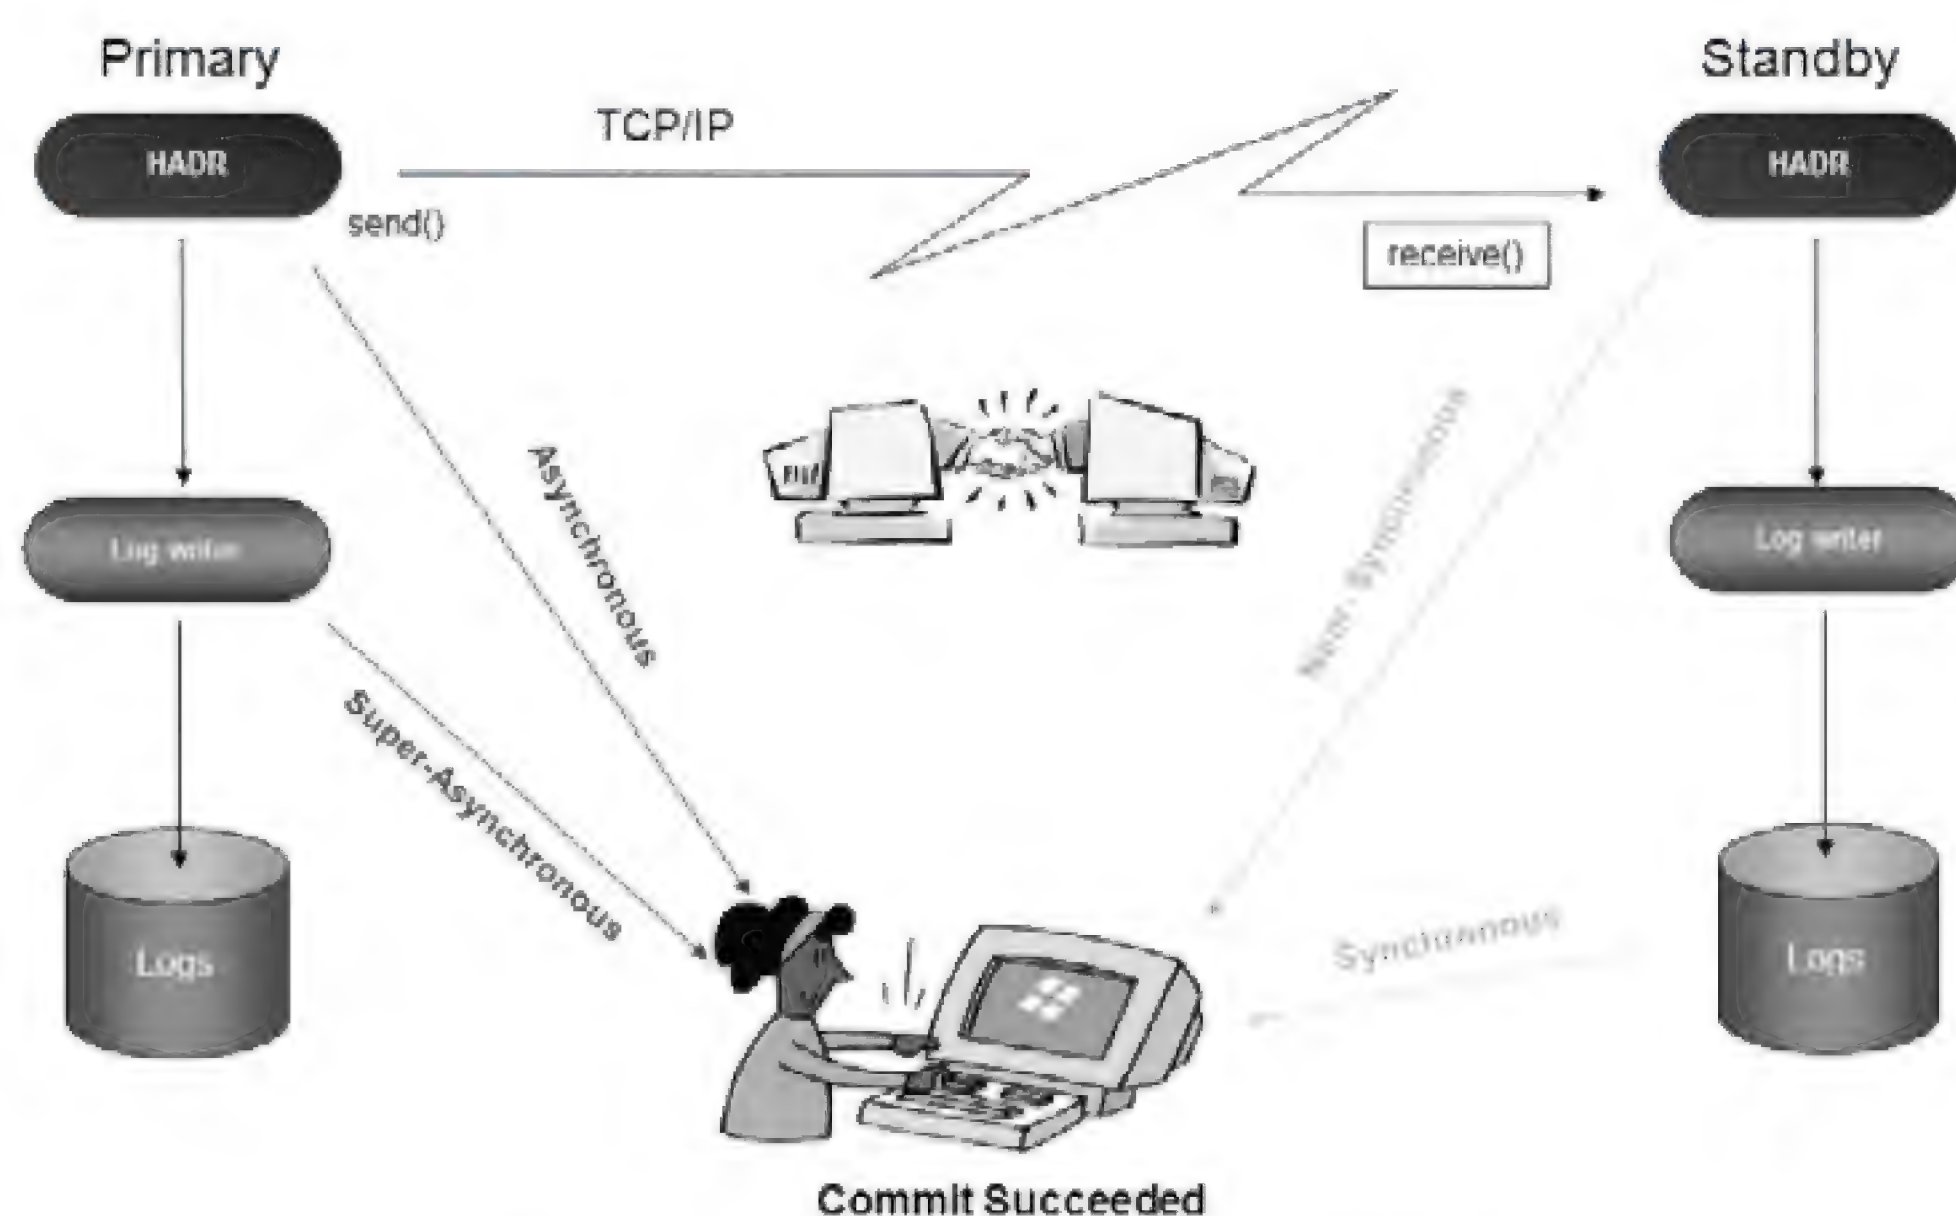 Primary
Standby
HADR
TCP/IP
HADR
send()
receive()
Asynchronous
Near-Synchronous
Log writer
Log writer
Super-Asynchronous
Synchronous
Logs
Logs
Commit Succeeded